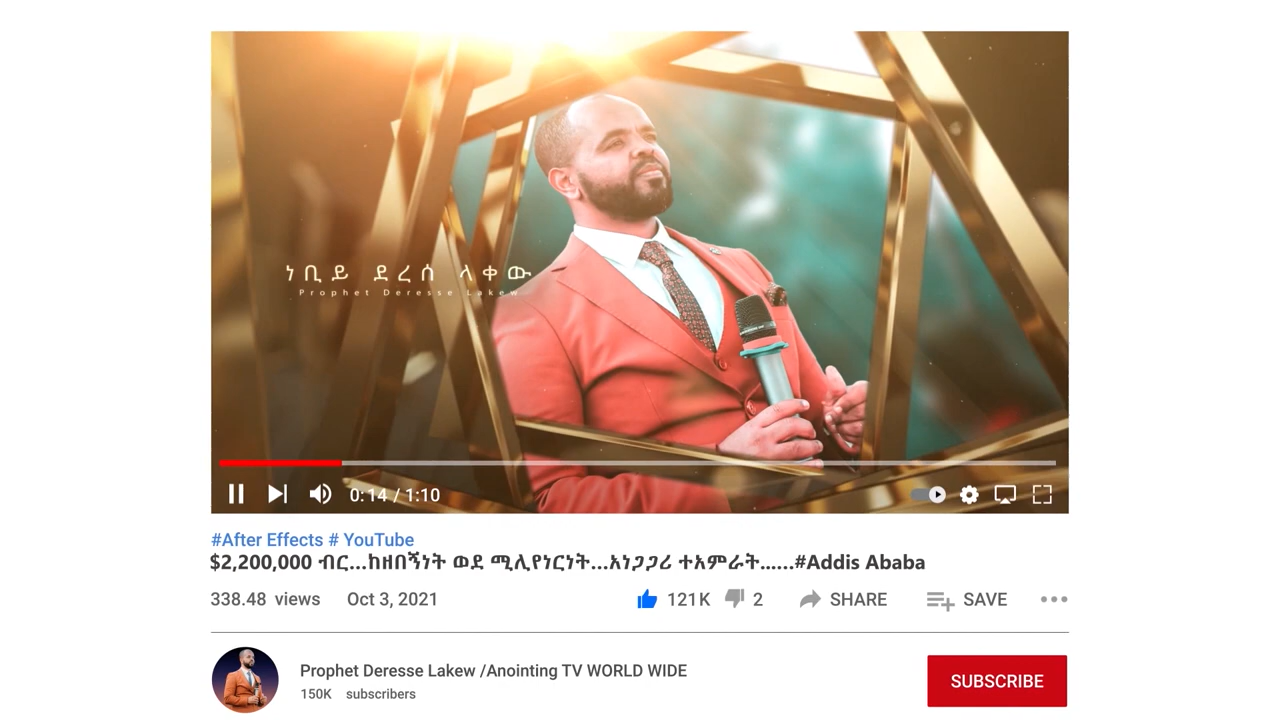 ነቢይ ደረሰ ላቀው
Prophet Deresse Lakew
0:14 / 1:10
#After Effects # YouTube
$2,200,000 ብር...ከዘበኝነት ወደ ሚሊየነርነት...አነጋጋሪ ተአምራት......#Addis Ababa
338.48 views Oct 3, 2021 121K 2 SHARE SAVE
Prophet Deresse Lakew /Anointing TV WORLD WIDE
150K subscribers
SUBSCRIBE